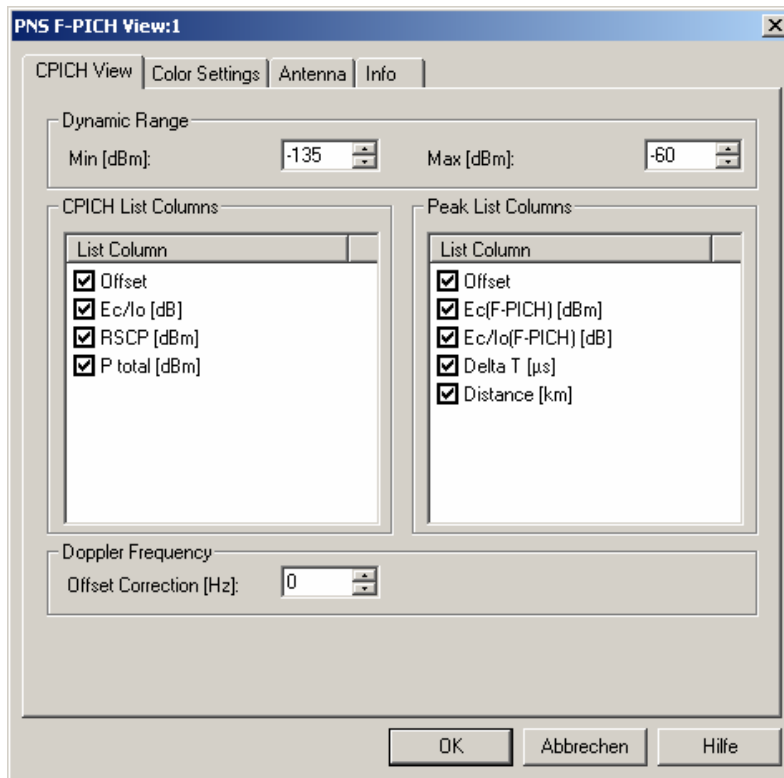 PNS F-PICH View:1
CPICH View Color Settings Antenna Info
Dynamic Range
Min [dBm]: -135 Max [dBm]: -60
CPICH List Columns
List Column
Offset
Ec/Io [dB]
RSCP [dBm]
P total [dBm]
Peak List Columns
List Column
Offset
Ec(F-PICH) [dBm]
Ec/Io(F-PICH) [dB]
Delta T [µs]
Distance [km]
Doppler Frequency
Offset Correction [Hz]: 0
OK Abbrechen Hilfe